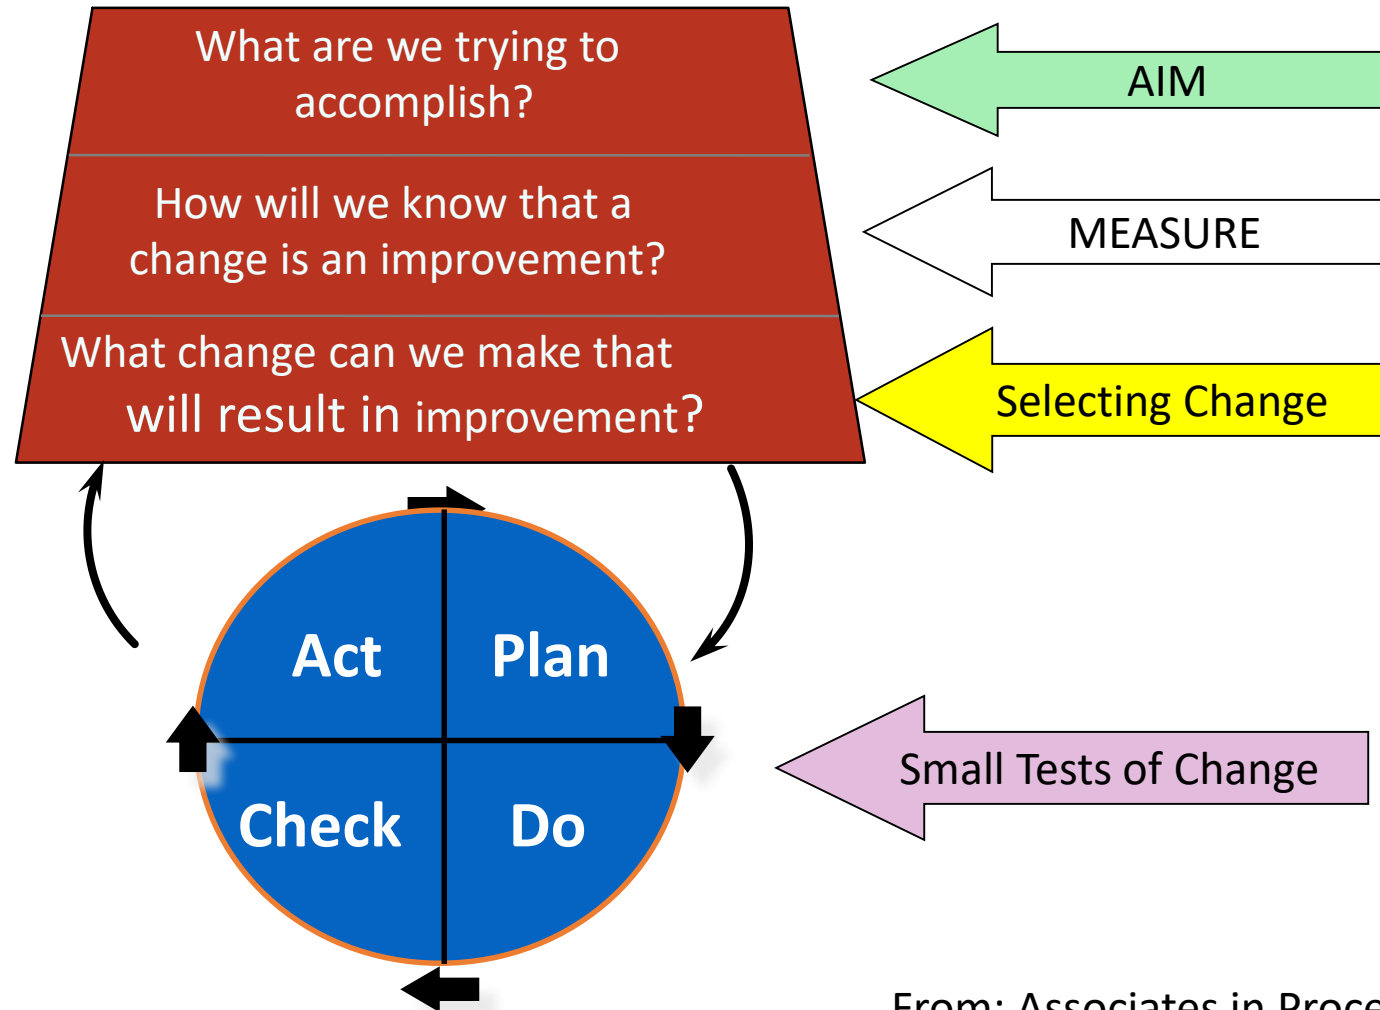 What are we trying to
accomplish?
AIM
How will we know that a
change is an improvement?
MEASURE
What change can we make that
will result in improvement?
Selecting Change
Act
Plan
Check
Do
Small Tests of Change
From: Associates in Proce